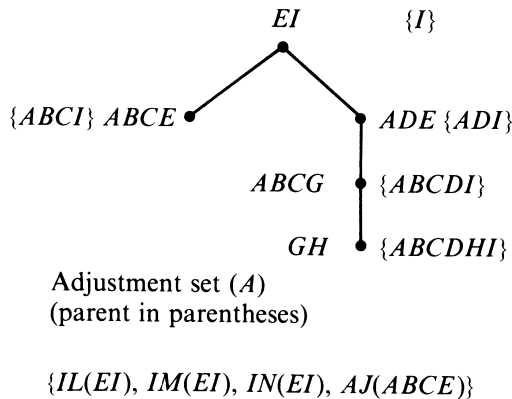 EI {I}
{ABCI} ABCE ADE {ADI}
ABCG {ABCDI}
GH {ABCDHI}
Adjustment set (A)
(parent in parentheses)
{IL(EI), IM(EI), IN(EI), AJ(ABCE)}